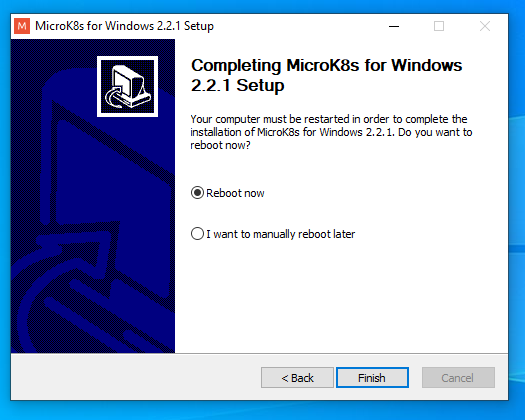 M MicroK8s for Windows 2.2.1 Setup
Completing MicroK8s for Windows
2.2.1 Setup
Your computer must be restarted in order to complete the
installation of MicroK8s for Windows 2.2.1. Do you want to
reboot now?
Reboot now
I want to manually reboot later
< Back Finish Cancel